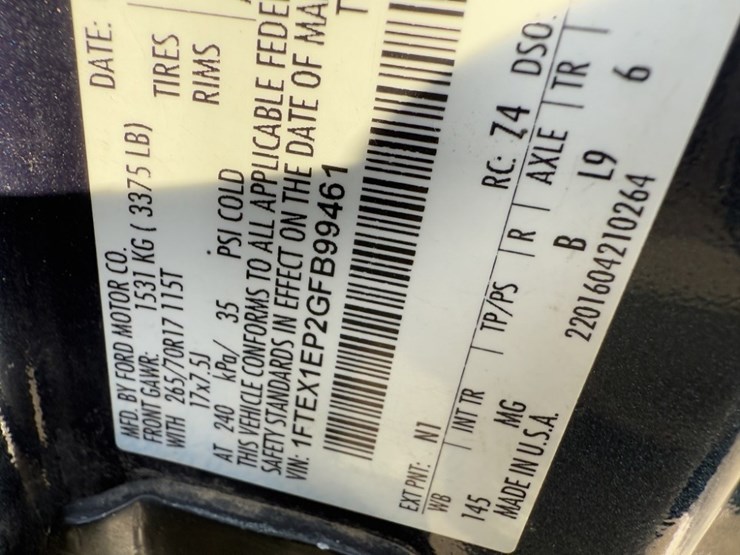 MFD. BY FORD MOTOR CO. DATE:
FRONT GAWR: 1531 KG ( 3375 LB)
WITH 265/70R17 115T TIRES
17x7.5J RIMS
AT 240 kPa/ 35 PSI COLD
THIS VEHICLE CONFORMS TO ALL APPLICABLE FEDE
SAFETY STANDARDS IN EFFECT ON THE DATE OF MA
VIN: 1FTEX1EP2GFB99461 T
EXT PNT: N1 RC: Z4 DSO:
WB | INT TR | TP/PS | R | AXLE | TR |
145 MG B L9 6
MADE IN U.S.A. 2201604210264